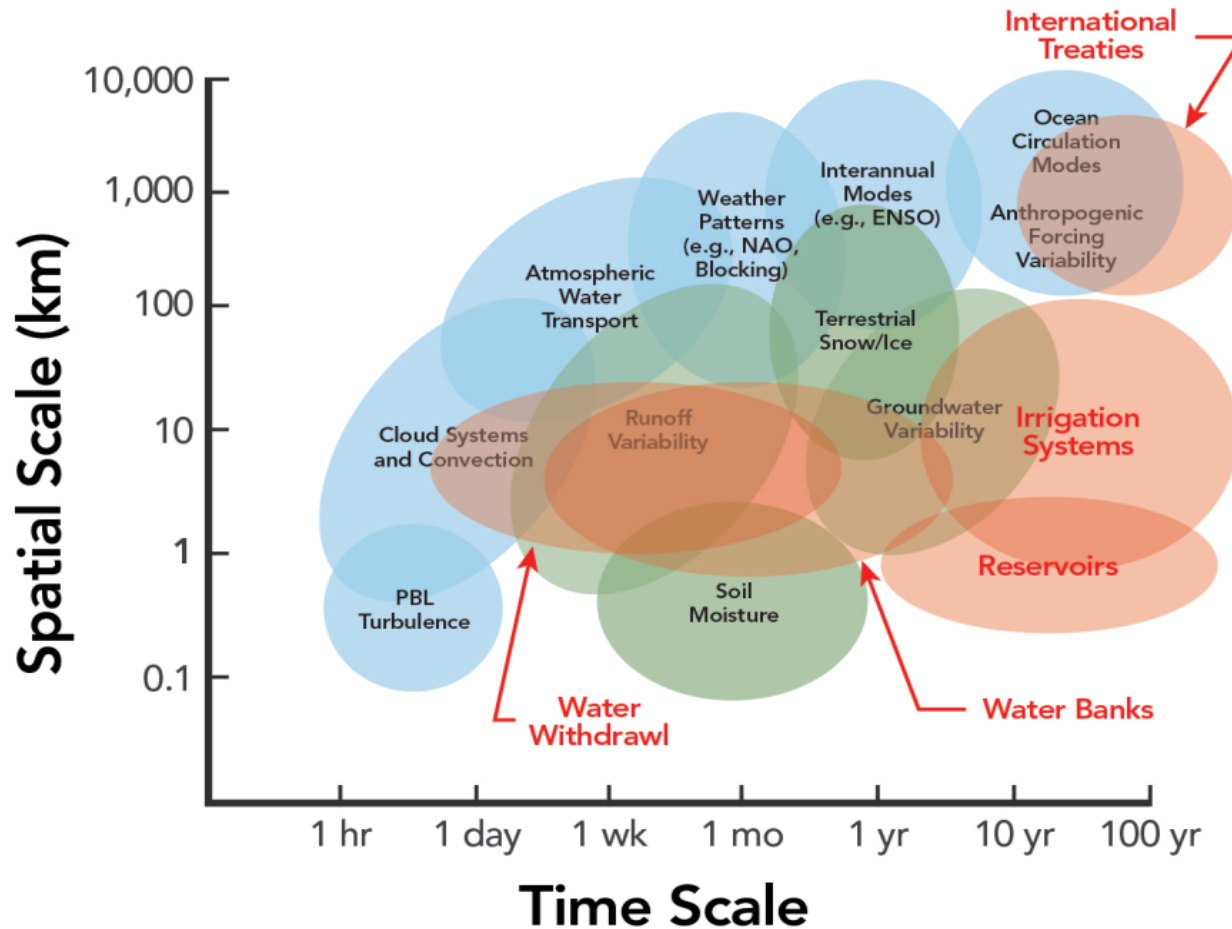 International
Treaties
10,000
1,000
100
10
1
0.1
Spatial Scale (km)
Ocean
Circulation
Modes
Anthropogenic
Forcing
Variability
Interannual
Modes
(e.g., ENSO)
Weather
Patterns
(e.g., NAO,
Blocking)
Atmospheric
Water
Transport
Terrestrial
Snow/Ice
Cloud Systems
and Convection
Runoff
Variability
Groundwater
Variability
Irrigation
Systems
Reservoirs
PBL
Turbulence
Soil
Moisture
Water
Withdrawl
Water Banks
1 hr
1 day
1 wk
1 mo
1 yr
10 yr
100 yr
Time Scale